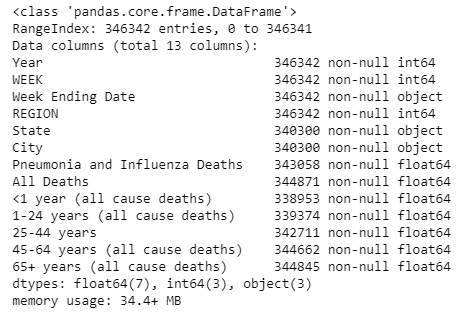 <class 'pandas.core.frame.DataFrame'>
RangeIndex: 346342 entries, 0 to 346341
Data columns (total 13 columns):
Year                                  346342 non-null int64
WEEK                                  346342 non-null int64
Week Ending Date                      346342 non-null object
REGION                                346342 non-null int64
State                                 340300 non-null object
City                                  340300 non-null object
Pneumonia and Influenza Deaths        343058 non-null float64
All Deaths                            344871 non-null float64
<1 year (all cause deaths)            338953 non-null float64
1-24 years (all cause deaths)         339374 non-null float64
25-44 years                           342711 non-null float64
45-64 years (all cause deaths)        344662 non-null float64
65+ years (all cause deaths)          344845 non-null float64
dtypes: float64(7), int64(3), object(3)
memory usage: 34.4+ MB